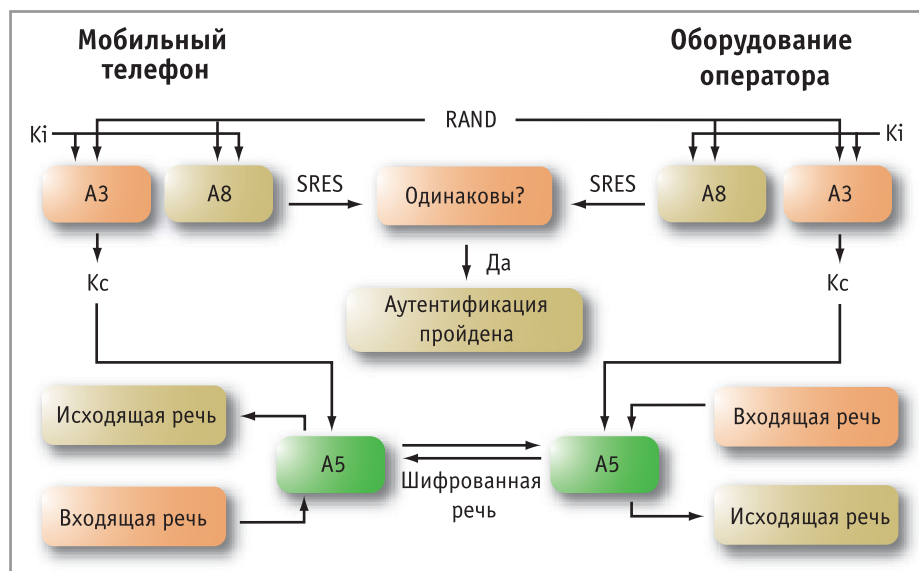 Мобильный
телефон
Оборудование
оператора
RAND
Ki
Ki
A3
A8
SRES
Одинаковы?
SRES
A8
A3
Kc
Да
Kc
Аутентификация
пройдена
Исходящая речь
Входящая речь
A5
A5
Шифрованная
речь
Входящая речь
Исходящая речь